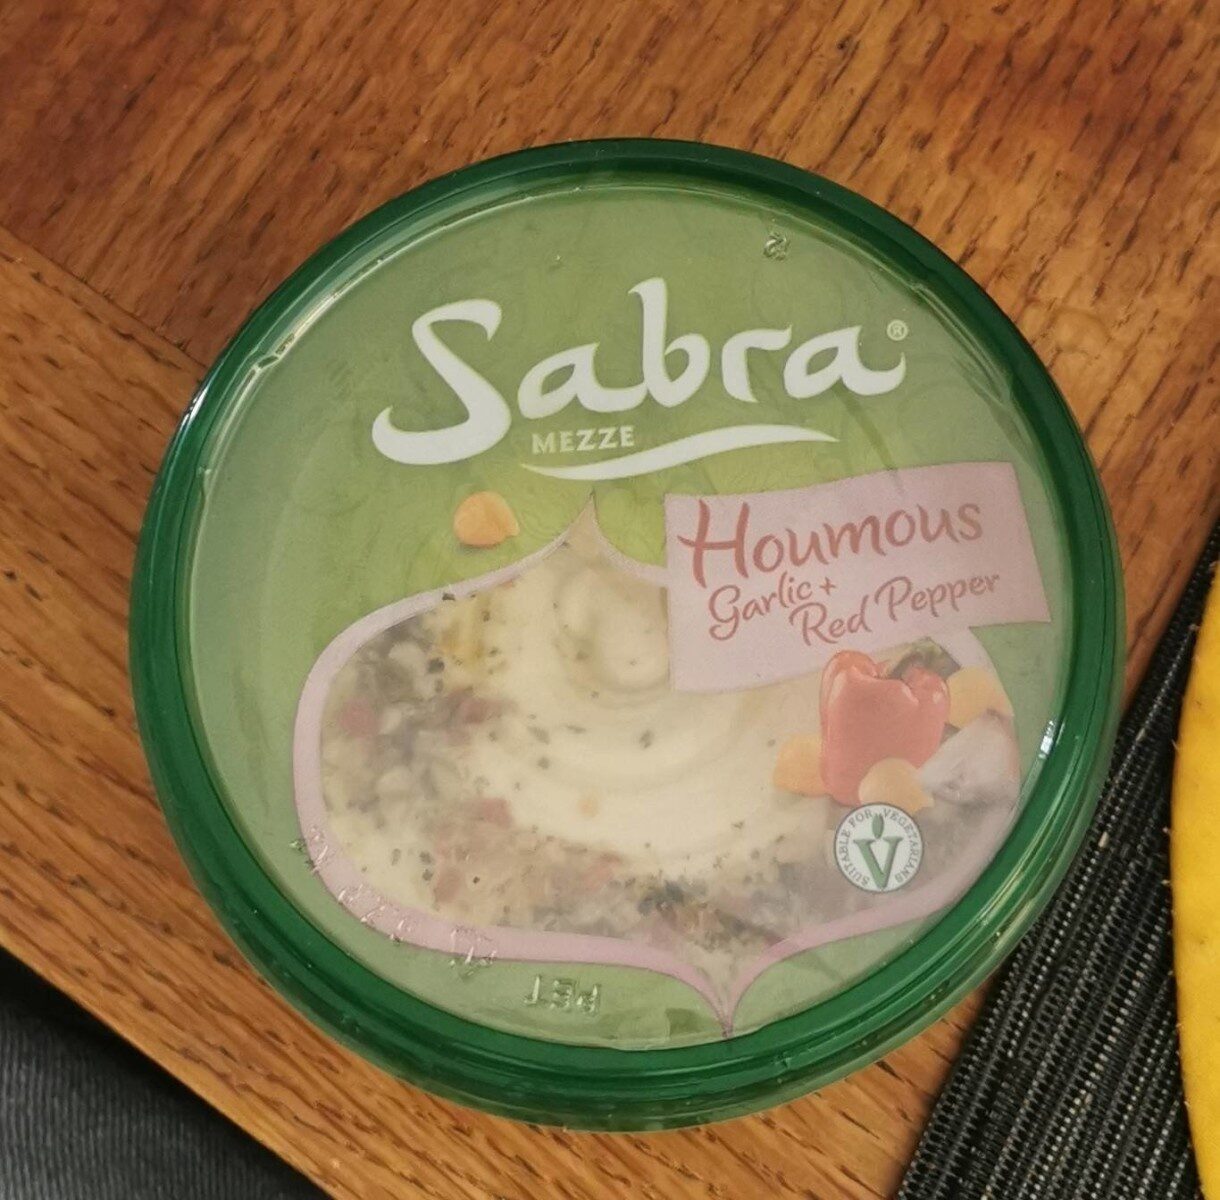 Sabra®
MEZZE
Houmous
Garlic +
Red Pepper
SUITABLE FOR VEGETARIANS
V
PET